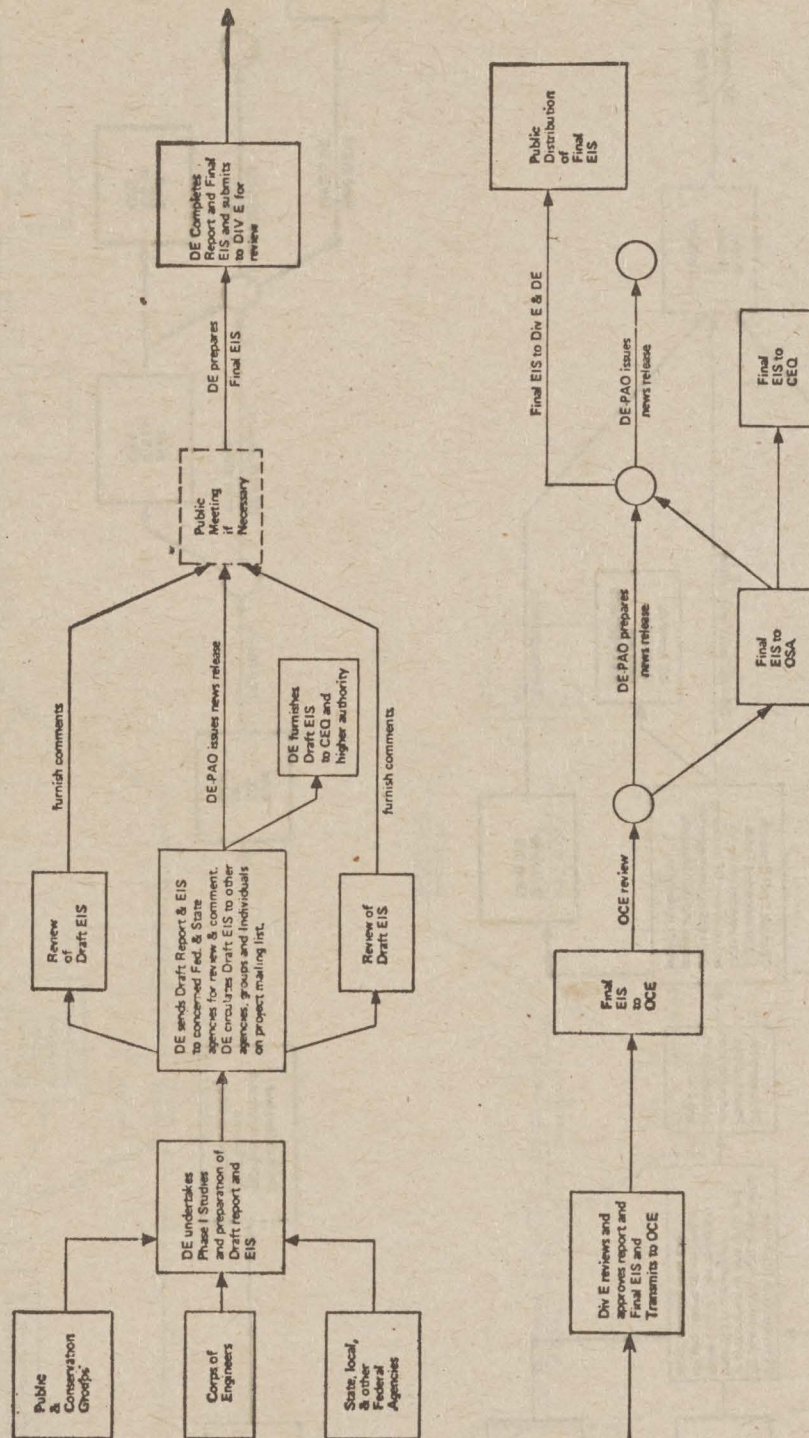 Public
&
Conservation
Groups
Corps of
Engineers
State, local,
& other
Federal
Agencies
DE undertakes
Phase I Studies
and preparation of
Draft report and
EIS
DE sends Draft Report & EIS
to concerned Fed. & State
agencies for review & comment.
DE circulates Draft EIS to other
agencies, groups and Individuals
on project mailing list.
Review
of
Draft EIS
Review of
Draft EIS
furnish comments
DE-PAO issues news release
DE furnishes
Draft EIS
to CEQ and
higher authority
furnish comments
Public
Meeting
if
Necessary
DE prepares
Final EIS
DE Completes
Report and Final
EIS and submits
to DIV E for
review
Div E reviews and
approves report and
Final EIS and
Transmits to OCE
Final
EIS
to
OCE
OCE review
DE-PAO prepares
news release
Final
EIS to
OSA
Final EIS to Div E & DE
DE-PAO issues
news release
Final
EIS to
CEQ
Public
Distribution
of
Final
EIS